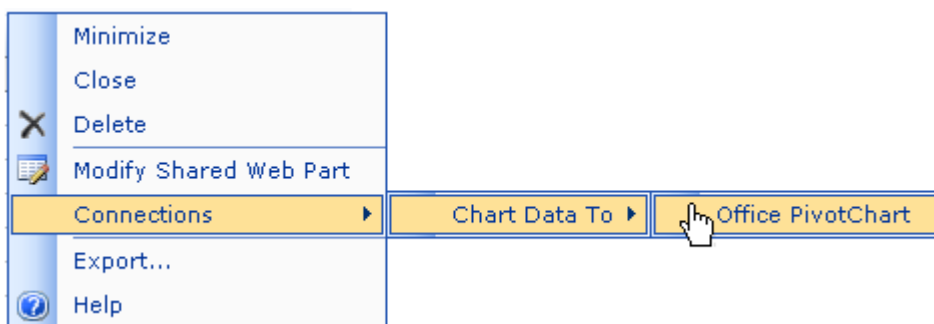 Minimize
Close
Delete
Modify Shared Web Part
Connections Chart Data To Office PivotChart
Export...
Help